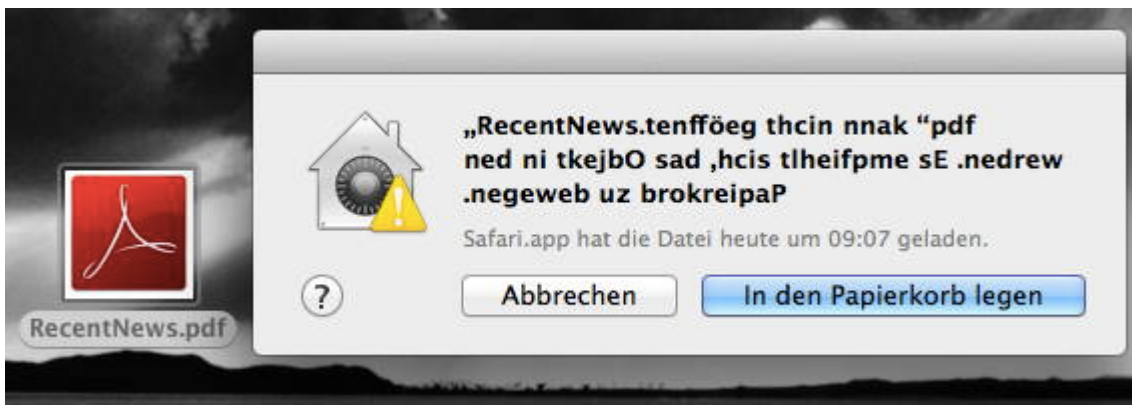 „RecentNews.tenfföeg thcin nnak “pdf
ned ni tkejbO sad ,hcis tlheifpme sE .nedrew
.negeweb uz brokreipaP
Safari.app hat die Datei heute um 09:07 geladen.
?
Abbrechen
In den Papierkorb legen
RecentNews.pdf